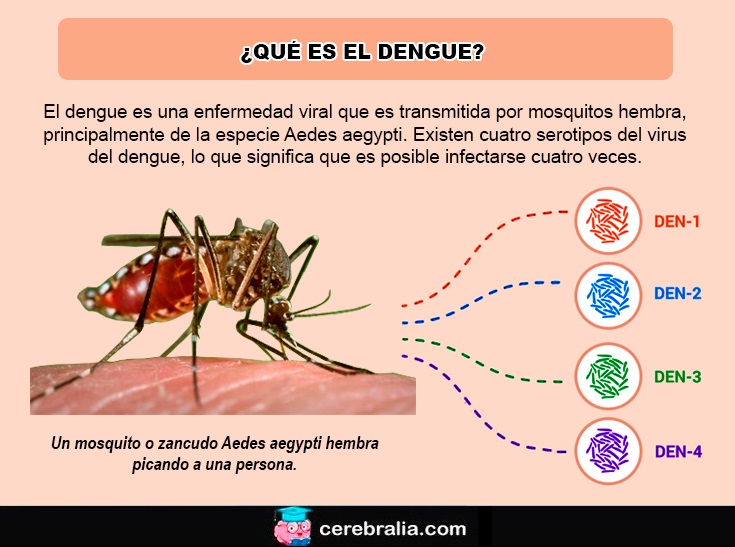 ¿QUÉ ES EL DENGUE?
El dengue es una enfermedad viral que es transmitida por mosquitos hembra,
principalmente de la especie Aedes aegypti. Existen cuatro serotipos del virus
del dengue, lo que significa que es posible infectarse cuatro veces.
DEN-1
DEN-2
DEN-3
DEN-4
Un mosquito o zancudo Aedes aegypti hembra
picando a una persona.
cerebralia.com